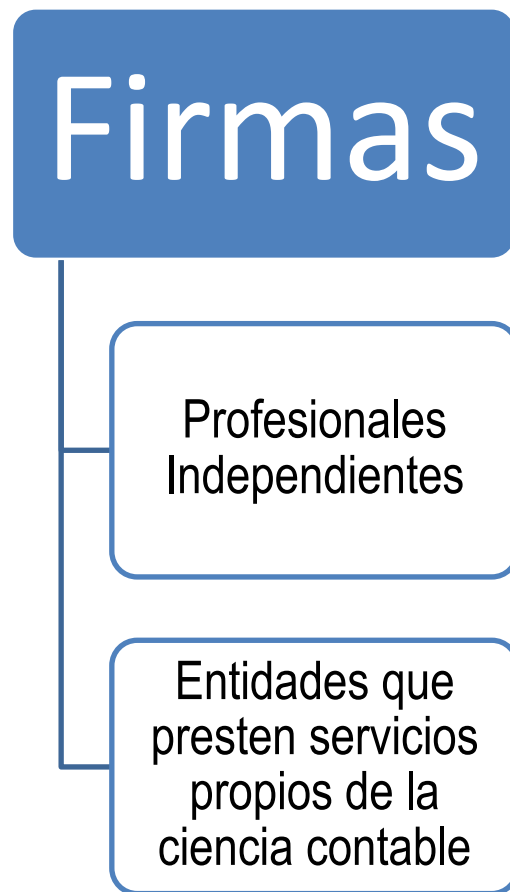 Firmas
Profesionales
Independientes
Entidades que
presten servicios
propios de la
ciencia contable